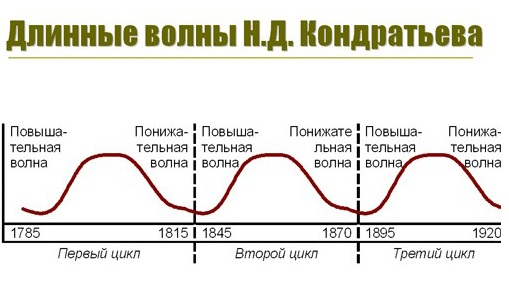 Длинные волны Н.Д. Кондратьева
Повыша-
тельная
волна
Понижа-
тельная
волна
Повыша-
тельная
волна
Понижате
льная
волна
Повыша-
тельная
волна
Понижа-
тельная
волна
1785
1815
1845
1870
1895
1920
Первый цикл
Второй цикл
Третий цикл